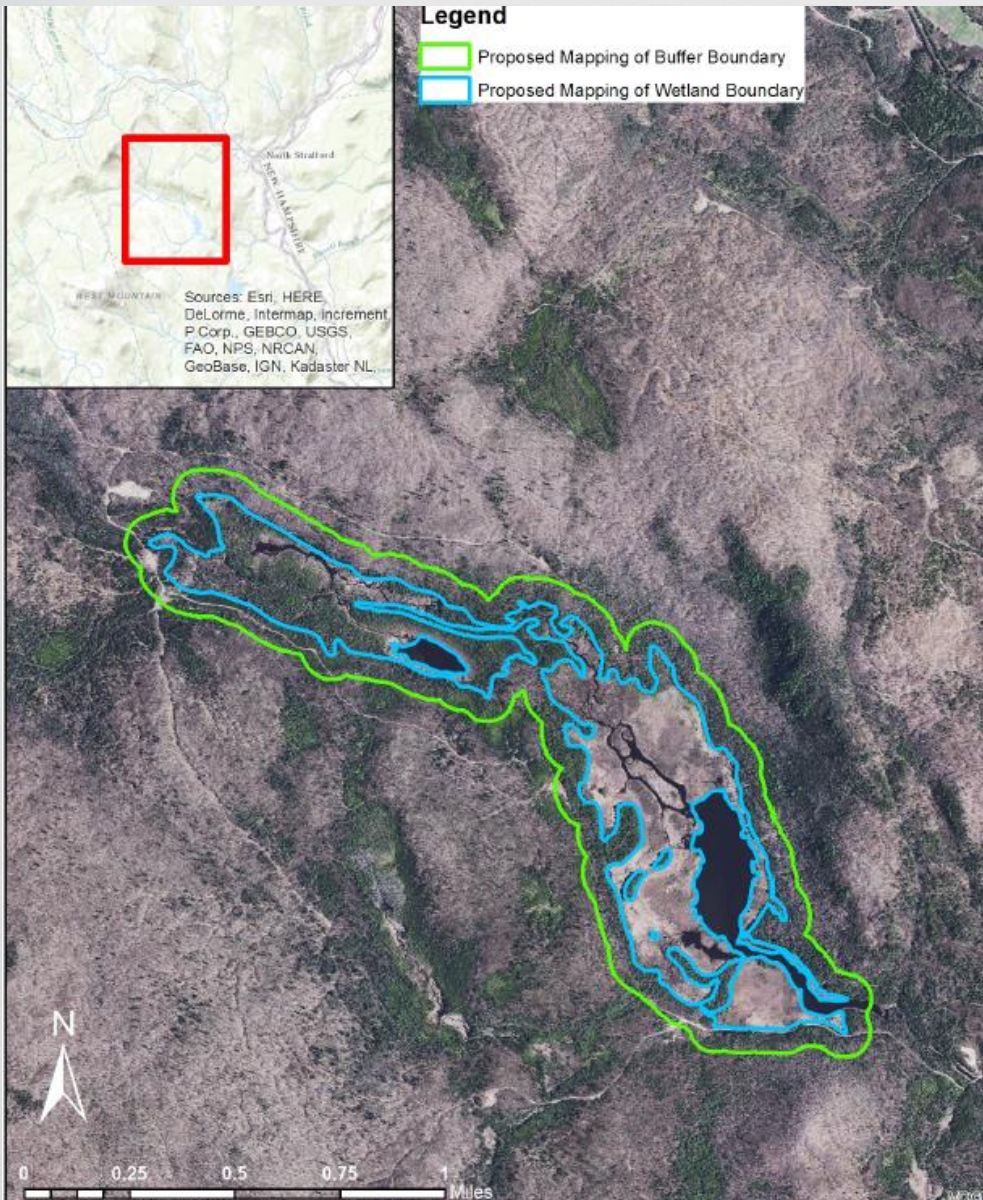 Legend
Proposed Mapping of Buffer Boundary
Proposed Mapping of Wetland Boundary
North Stratford
NEW HAMPSHIRE
WEST MOUNTAIN
Sources: Esri, HERE,
DeLorme, Intermap, increment
P Corp., GEBCO, USGS,
FAO, NPS, NRCAN,
GeoBase, IGN, Kadaster NL,
N
0 0.25 0.5 0.75 1
Miles